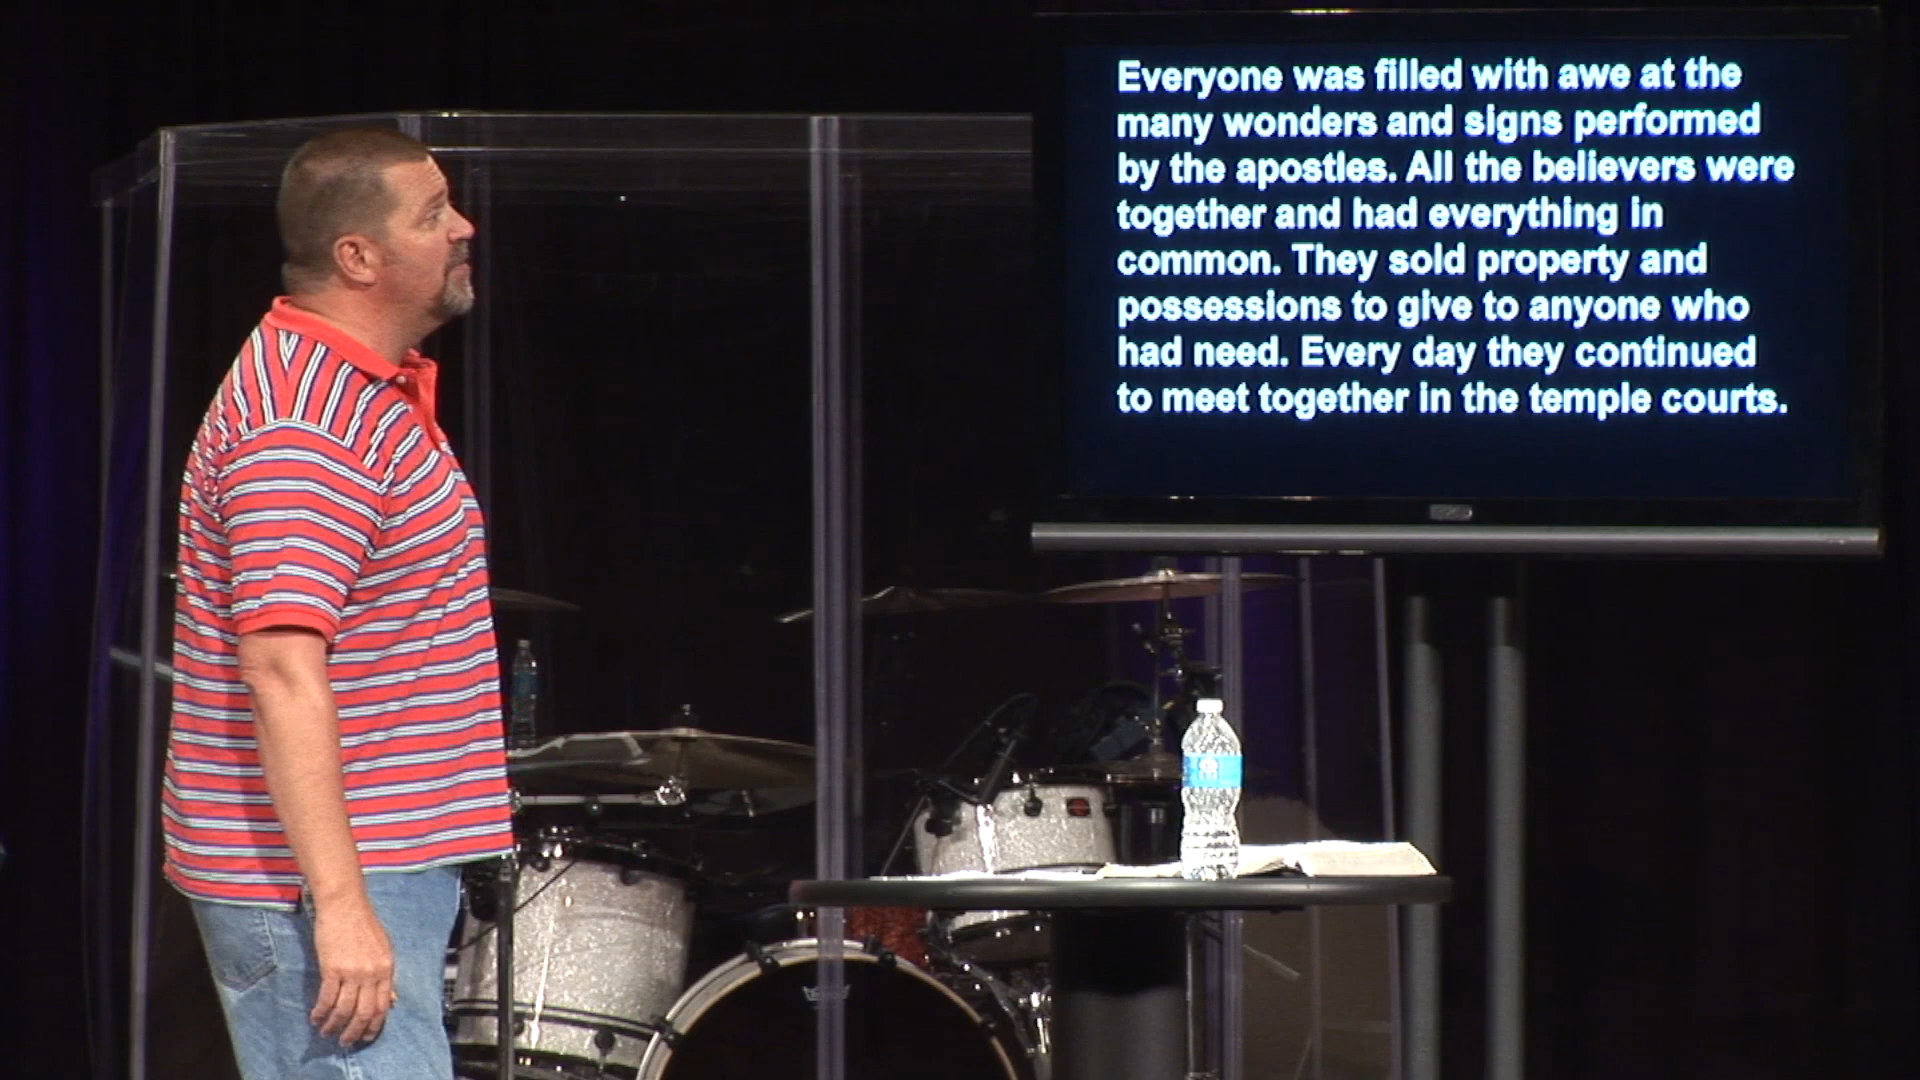 Everyone was filled with awe at the
many wonders and signs performed
by the apostles. All the believers were
together and had everything in
common. They sold property and
possessions to give to anyone who
had need. Every day they continued
to meet together in the temple courts.